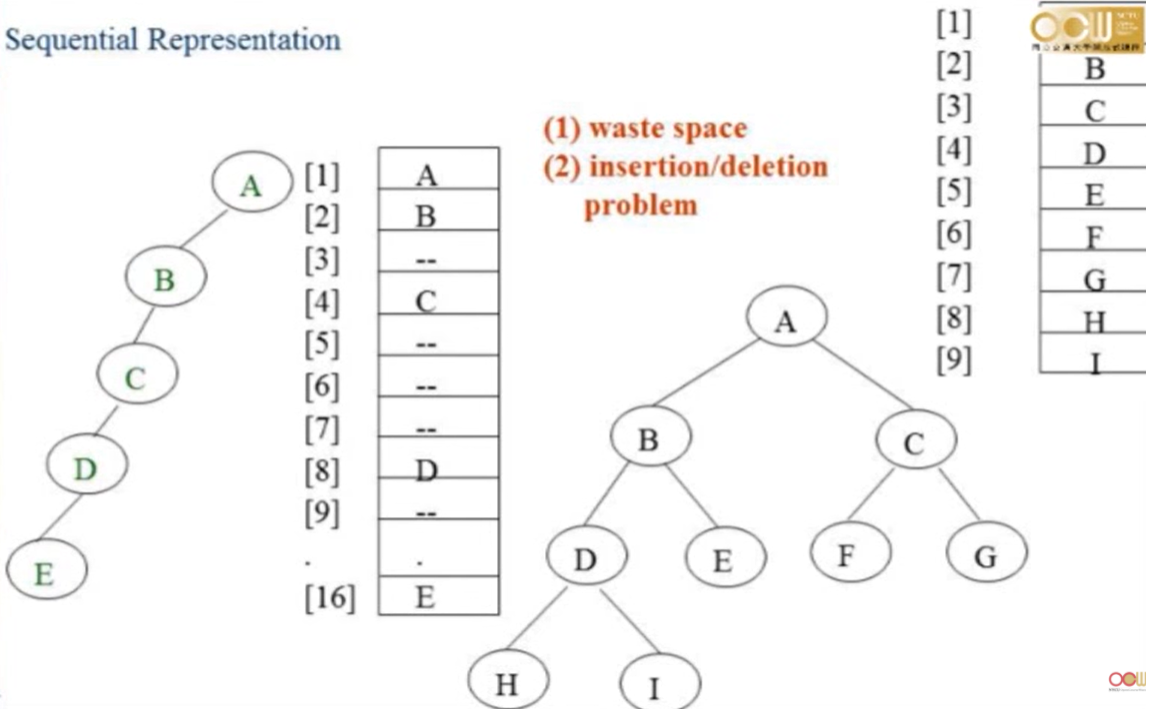 Sequential Representation
(1) waste space
(2) insertion/deletion
problem
A
B
C
D
E
[1] A
[2] B
[3] --
[4] C
[5] --
[6] --
[7] --
[8] D
[9] --
. .
[16] E
A
B C
D E F G
H I
[1]
[2] B
[3] C
[4] D
[5] E
[6] F
[7] G
[8] H
[9] I
OCW
OCW